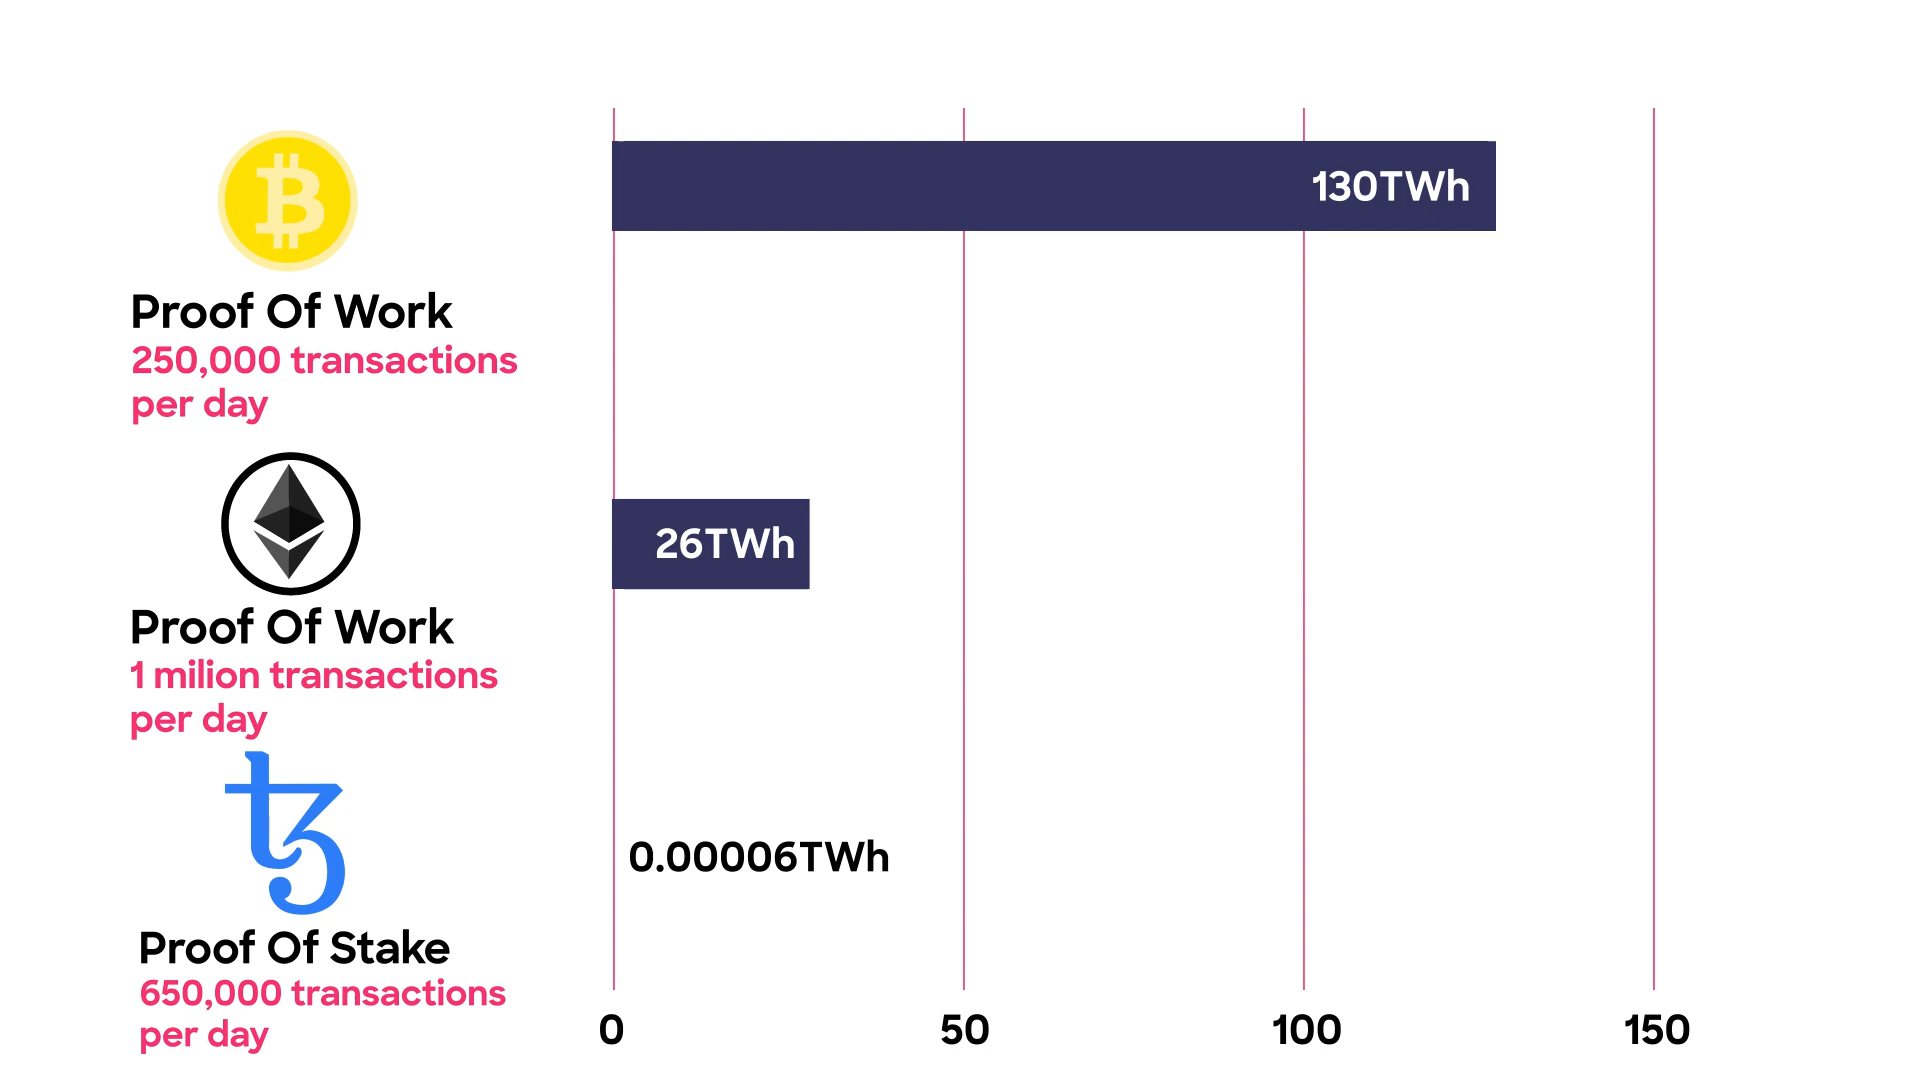 130TWh
Proof Of Work
250,000 transactions
per day
26TWh
Proof Of Work
1 milion transactions
per day
0.00006TWh
Proof Of Stake
650,000 transactions
per day
0 50 100 150